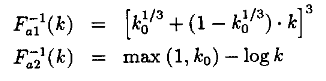 F_{a1}^{-1}(k) = [k_0^{1/3} + (1 - k_0^{1/3}) · k]^3
F_{a2}^{-1}(k) = max (1, k_0) - log k